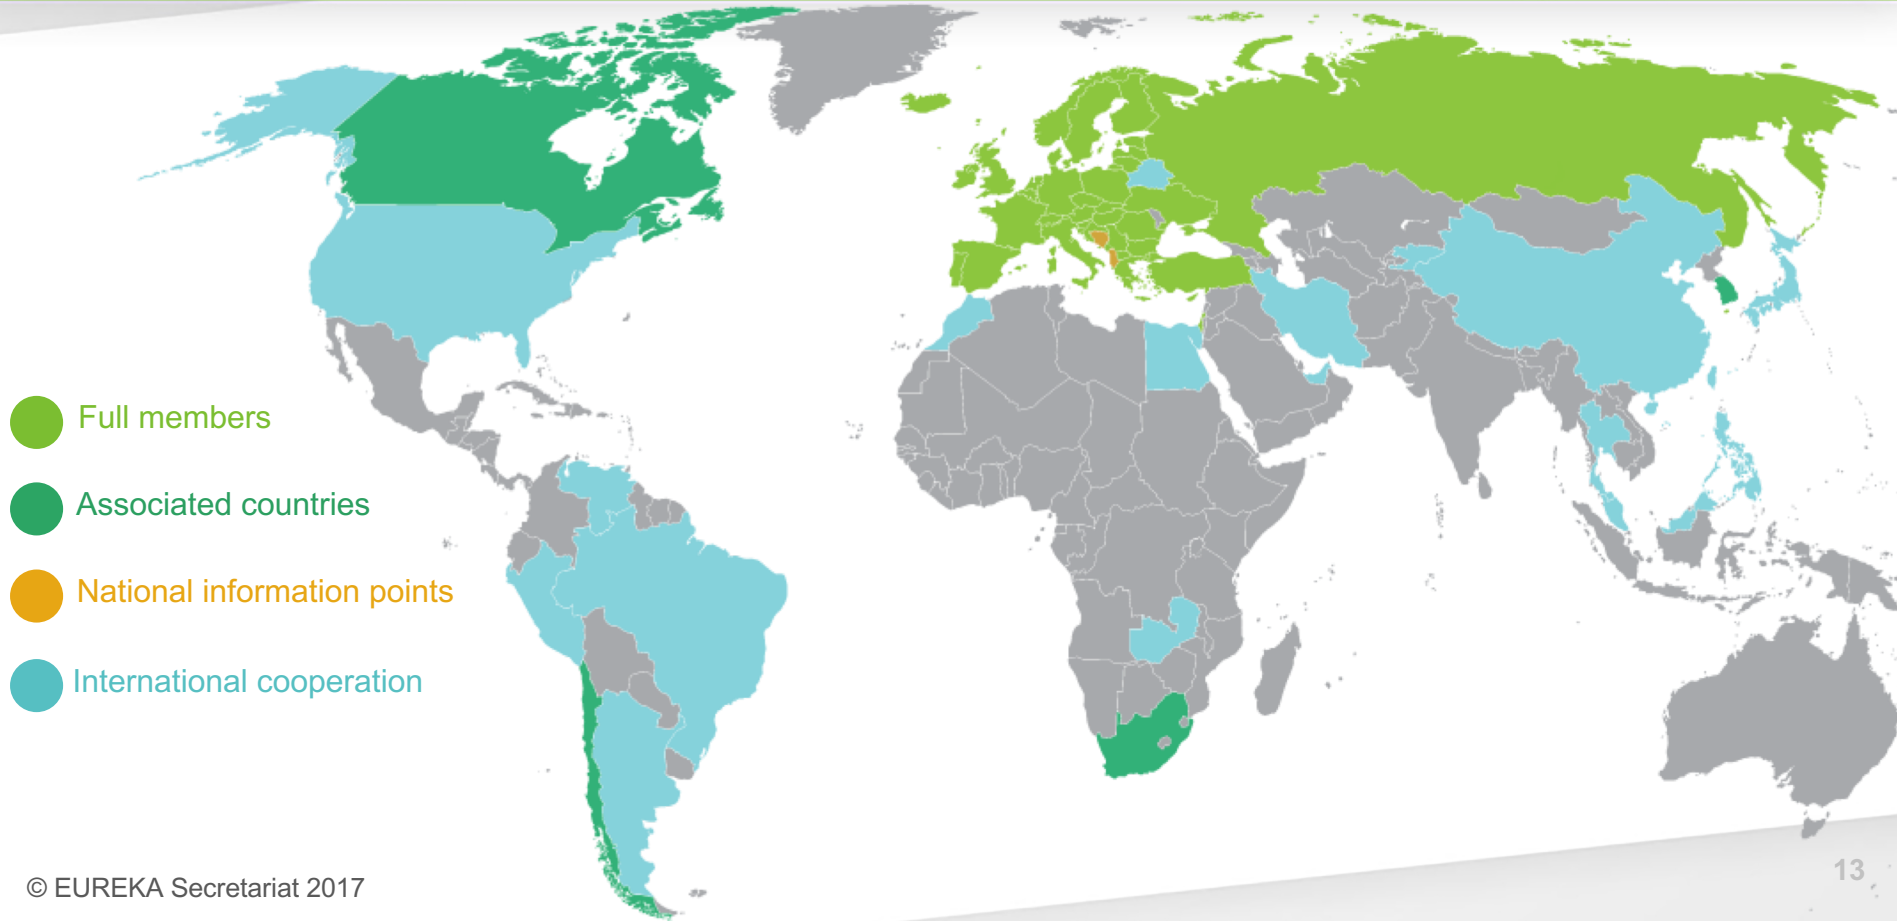 Full members
Associated countries
National information points
International cooperation
© EUREKA Secretariat 2017
13